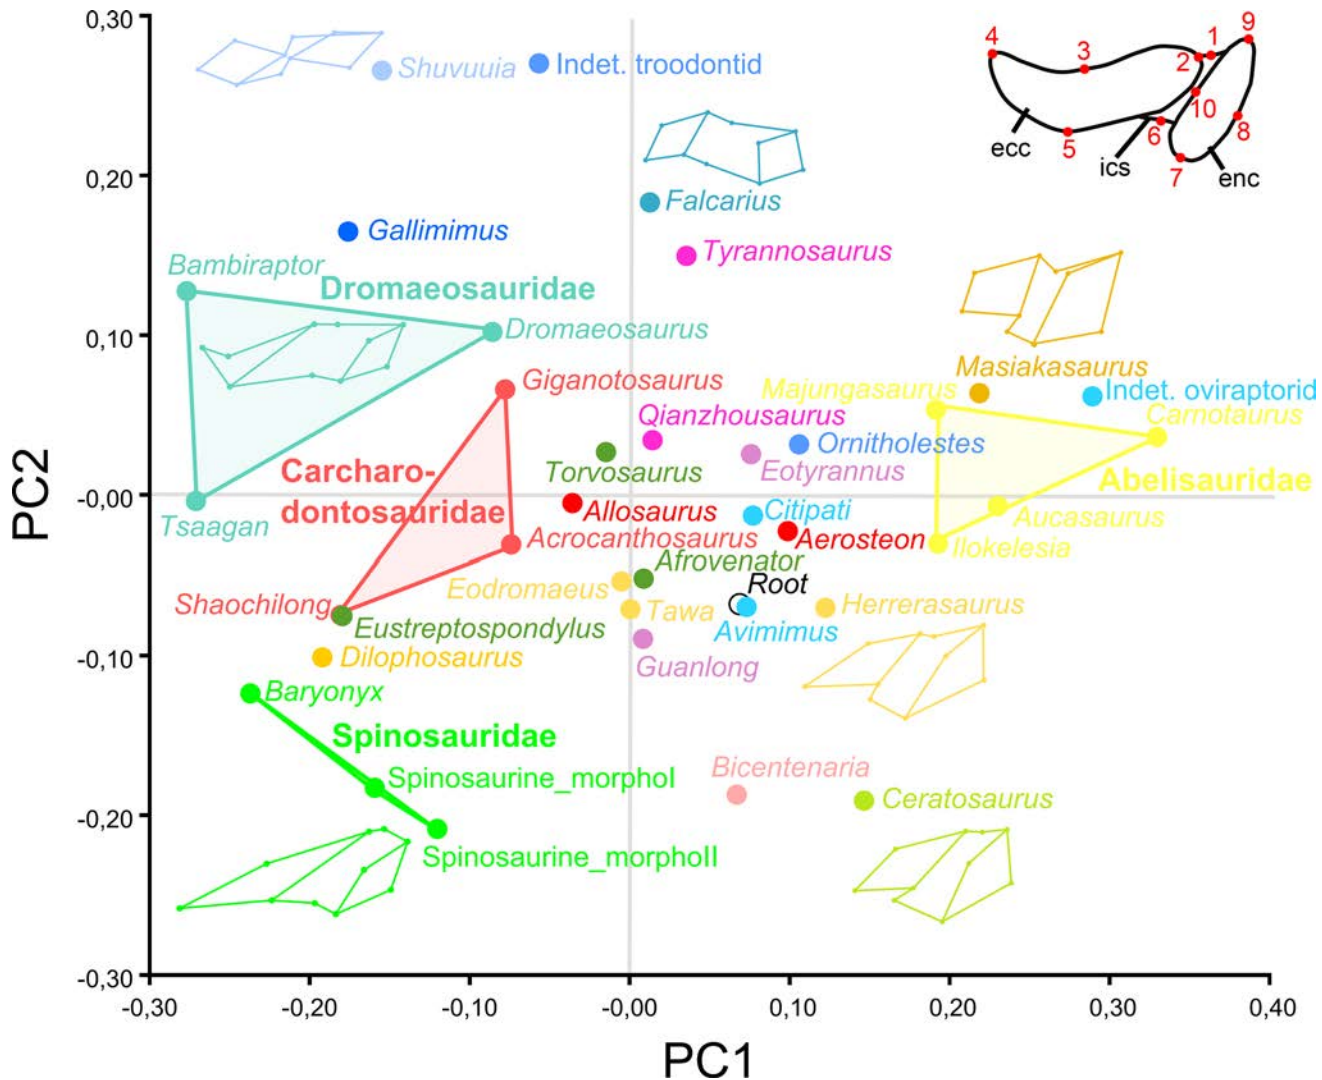 0,30
9
4
1
3
Shuvuuia
Indet. troodontid
2
10
8
6
5
ecc
ics
7
enc
0,20
Falcarius
Gallimimus
Tyrannosaurus
Bambiraptor
Dromaeosauridae
0,10
Dromaeosaurus
Masiakasaurus
Giganotosaurus
Majungasaurus
Indet. oviraptorid
Carnotaurus
Qianzhousaurus
Ornitholestes
Carcharo-
dontosauridae
Torvosaurus
Eotyrannus
Abelisauridae
PC2
-0,00
Tsaagan
Allosaurus
Citipati
Aucasaurus
Acrocanthosaurus
Aerosteon
Ilokelesia
Afrovenator
Eodromaeus
Root
Shaochilong
Tawa
Herrerasaurus
Eustreptospondylus
Avimimus
-0,10
Dilophosaurus
Guanlong
Baryonyx
Spinosauridae
Spinosaurine_morphoI
Bicentenaria
Ceratosaurus
-0,20
Spinosaurine_morphoII
-0,30
-0,30
-0,20
-0,10
-0,00
0,10
0,20
0,30
0,40
PC1